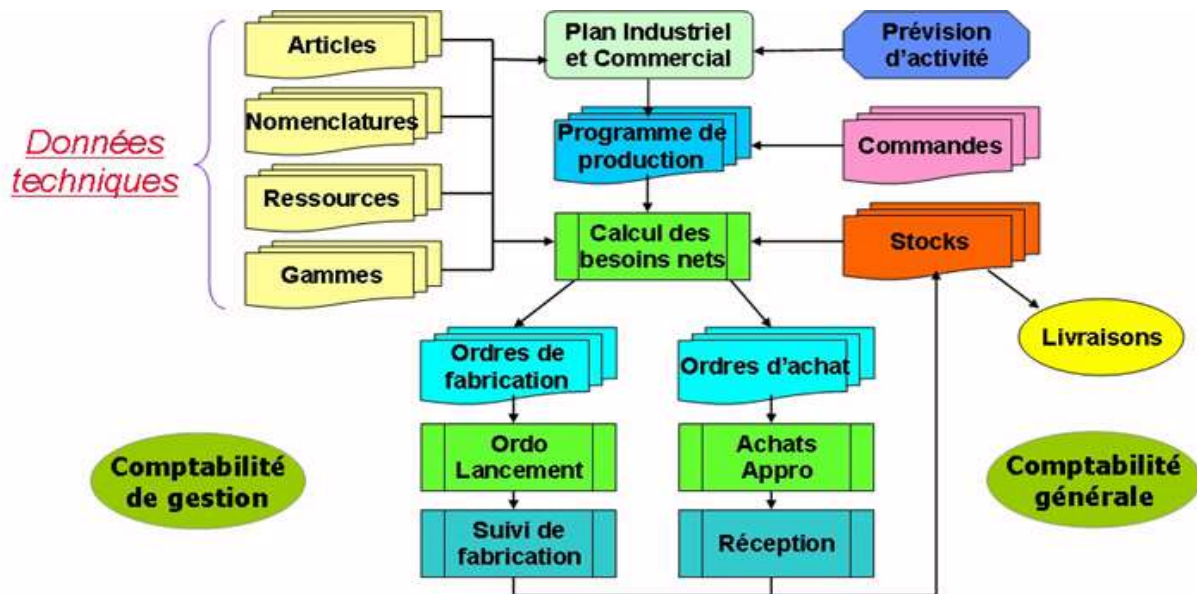 Articles
Plan Industriel
et Commercial
Prévision
d'activité
Données
techniques
Nomenclatures
Programme de
production
Commandes
Ressources
Calcul des
besoins nets
Stocks
Gammes
Livraisons
Ordres de
fabrication
Ordres d'achat
Ordo
Lancement
Achats
Appro
Comptabilité
de gestion
Comptabilité
générale
Suivi de
fabrication
Réception